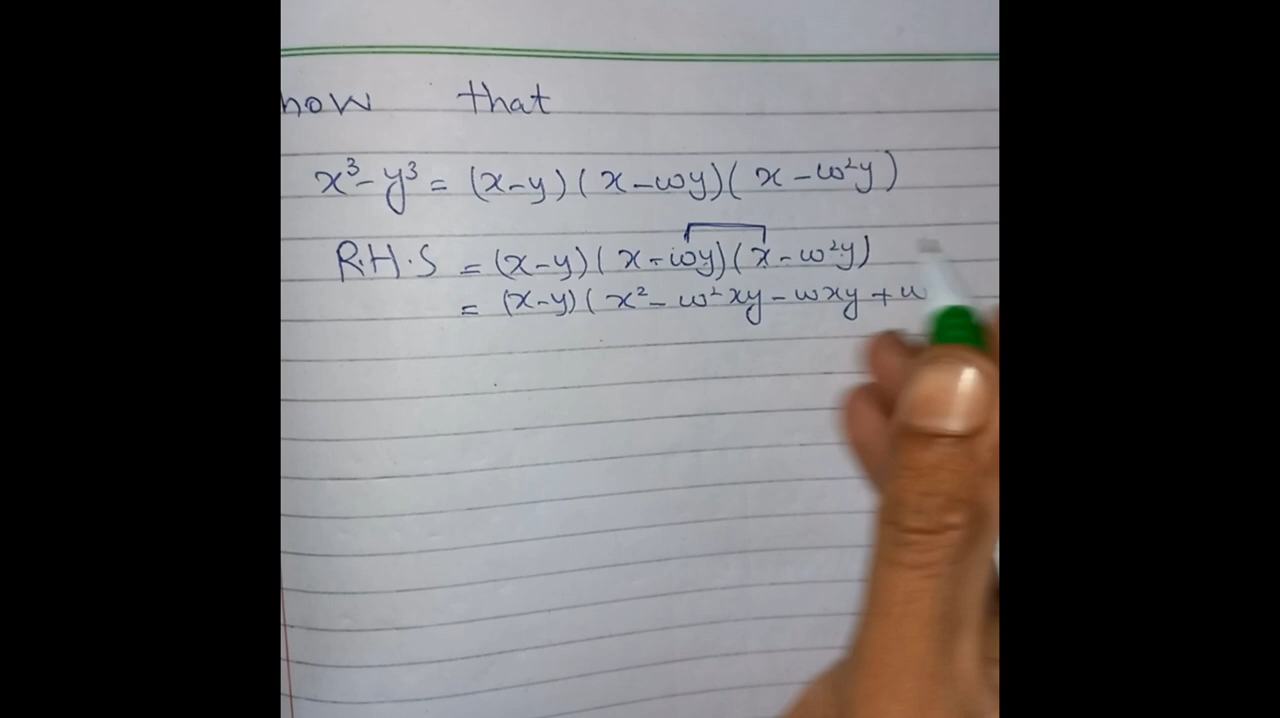 how that
x³-y³ = (x-y)(x-ωy)(x-ω²y)
R.H.S = (x-y)(x-ωy)(x-ω²y)
= (x-y)(x²-ω²xy-ωxy+ω